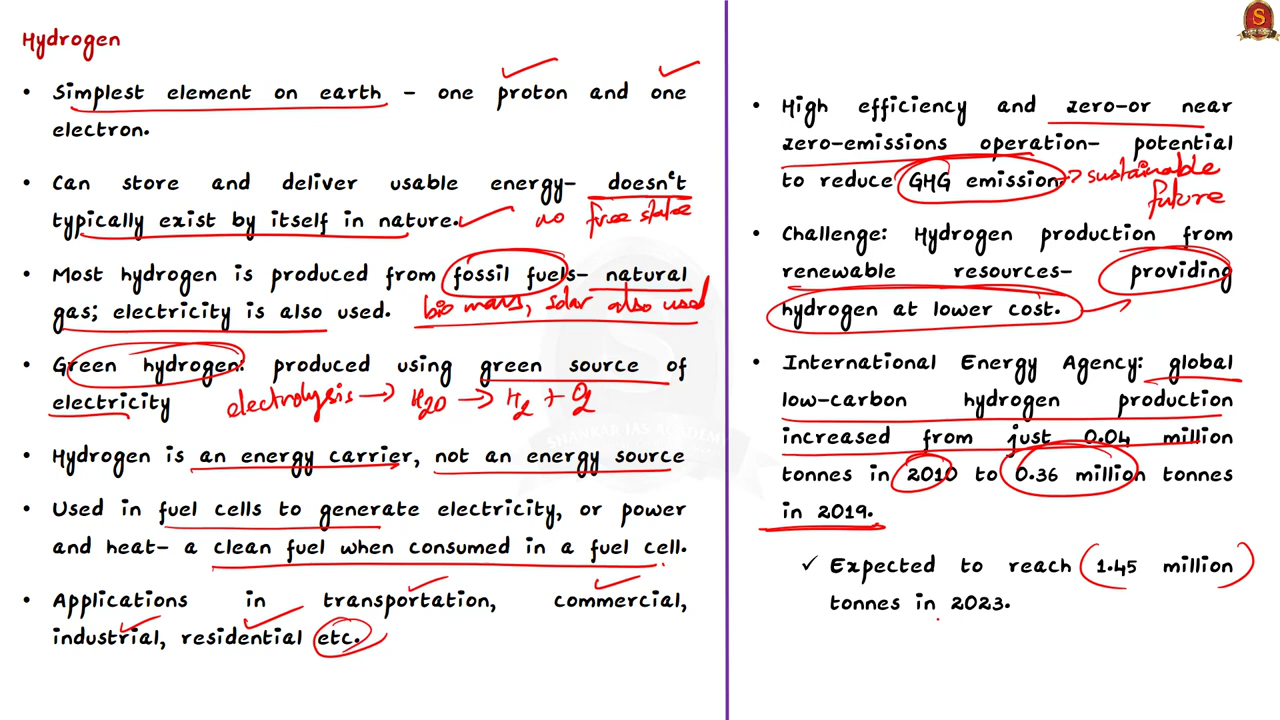 Hydrogen
• Simplest element on earth - one proton and one
electron.
• Can store and deliver usable energy- doesn't
typically exist by itself in nature. no free state
• Most hydrogen is produced from fossil fuels- natural
gas; electricity is also used. bio mass, solar also used
• Green hydrogen: produced using green source of
electricity electrolysis → H2O → H2 + O2
• Hydrogen is an energy carrier, not an energy source
• Used in fuel cells to generate electricity, or power
and heat- a clean fuel when consumed in a fuel cell.
• Applications in transportation, commercial,
industrial, residential etc.
• High efficiency and zero-or near
zero-emissions operation- potential
to reduce GHG emission → sustainable
future
• Challenge: Hydrogen production from
renewable resources- providing
hydrogen at lower cost.
• International Energy Agency: global
low-carbon hydrogen production
increased from just 0.04 million
tonnes in 2010 to 0.36 million tonnes
in 2019.
✓ Expected to reach (1.45 million)
tonnes in 2023.
S
SHANKAR IAS ACADEMY